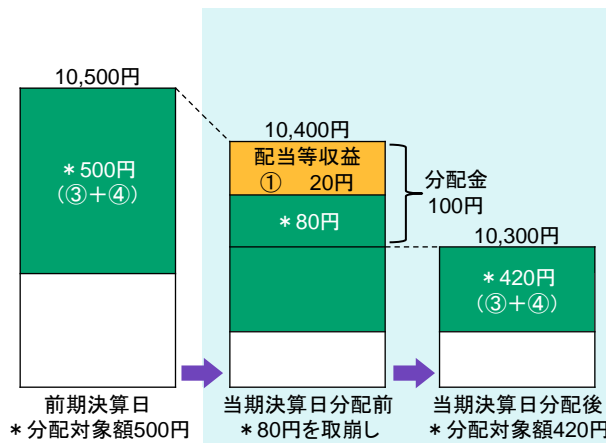 10,500円
＊500円
（③＋④）
前期決算日
＊分配対象額500円
10,400円
配当等収益
①　20円
＊80円
分配金
100円
当期決算日分配前
＊80円を取崩し
10,300円
＊420円
（③＋④）
当期決算日分配後
＊分配対象額420円